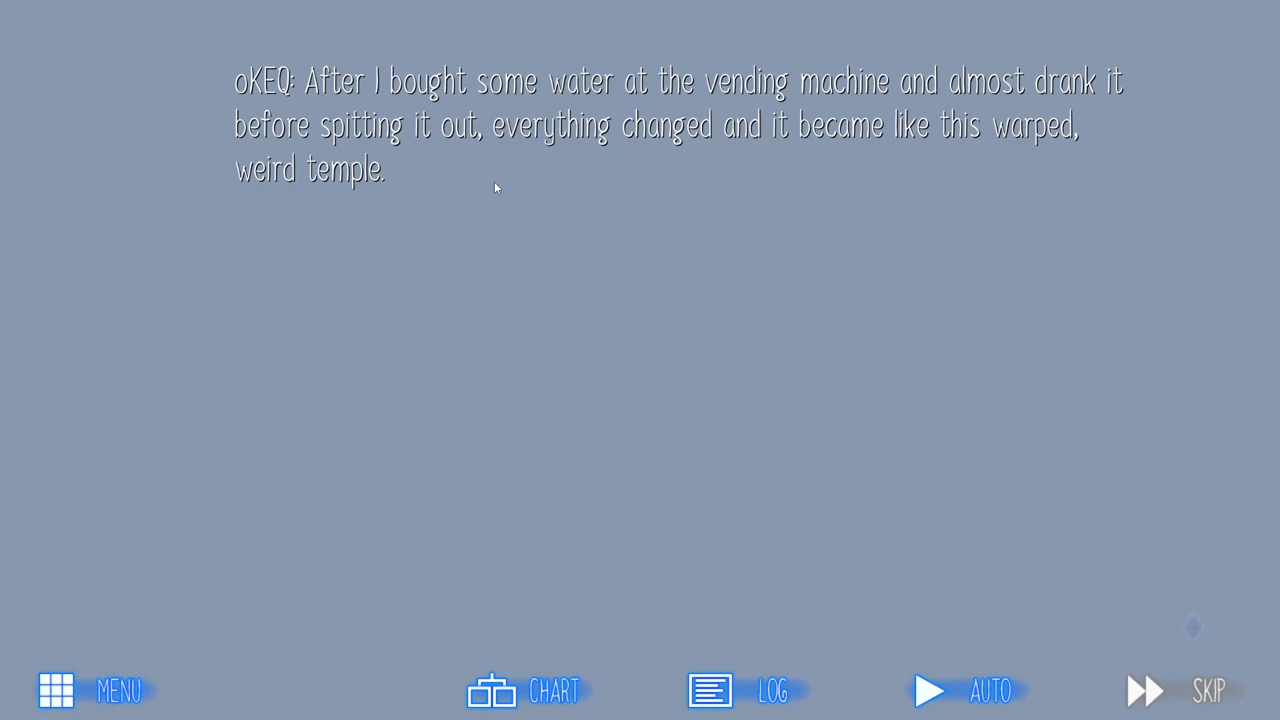 oKEQ: After I bought some water at the vending machine and almost drank it
before spitting it out, everything changed and it became like this warped,
weird temple.
MENU
CHART
LOG
AUTO
SKIP